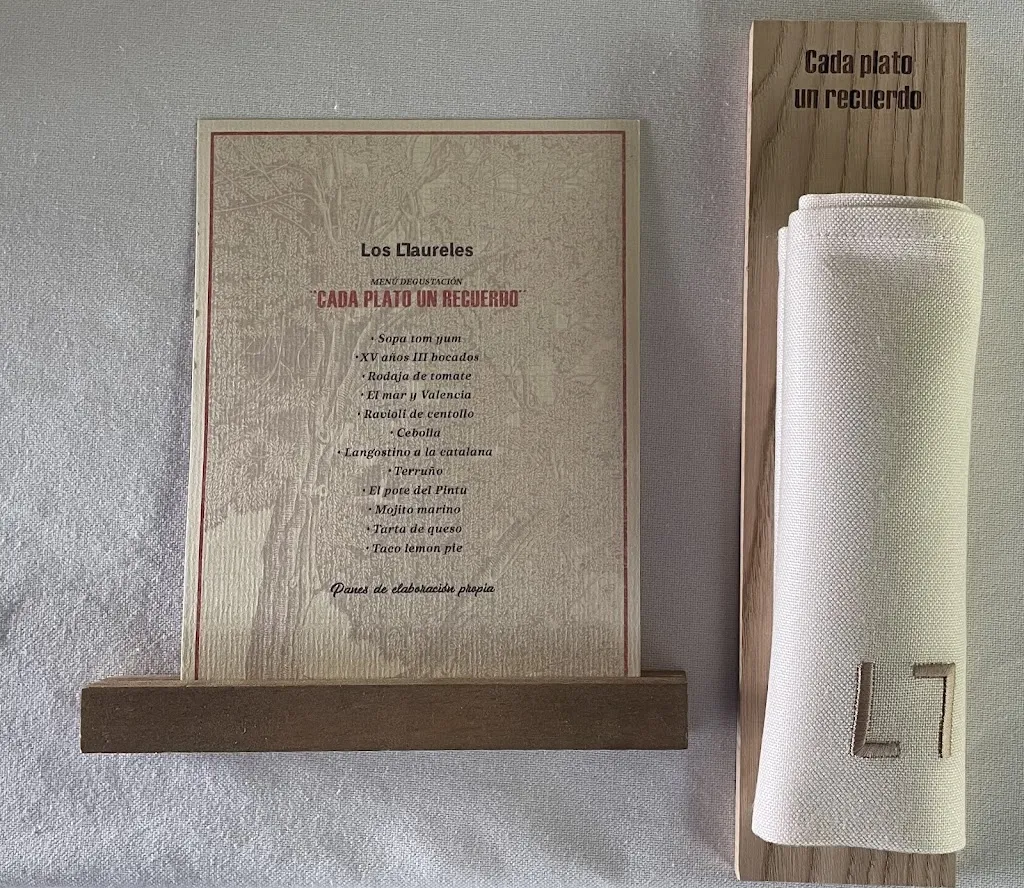 Los Llaureles
MENÚ DEGUSTACIÓN
"CADA PLATO UN RECUERDO"
· Sopa tom yum
· XV años III bocados
· Rodaja de tomate
· El mar y Valencia
· Ravioli de centollo
· Cebolla
· Langostino a la catalana
· Terruño
· El pote del Pintu
· Mojito marino
· Tarta de queso
· Taco lemon pie
Panes de elaboración propia
Cada plato
un recuerdo
L7